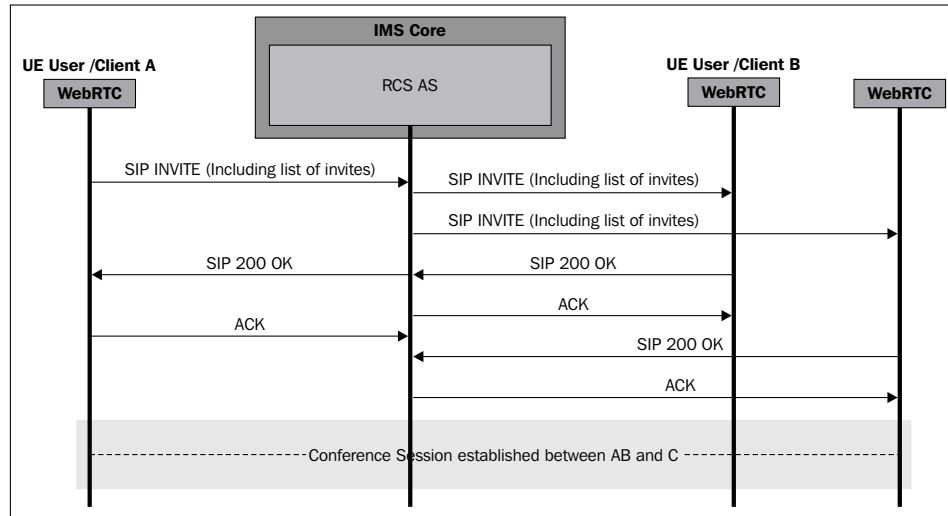 IMS Core
UE User /Client A
UE User /Client B
RCS AS
WebRTC
WebRTC
WebRTC
SIP INVITE (Including list of invites)
SIP INVITE (Including list of invites)
SIP INVITE (Including list of invites)
SIP 200 OK
SIP 200 OK
ACK
ACK
SIP 200 OK
ACK
Conference Session established between AB and C